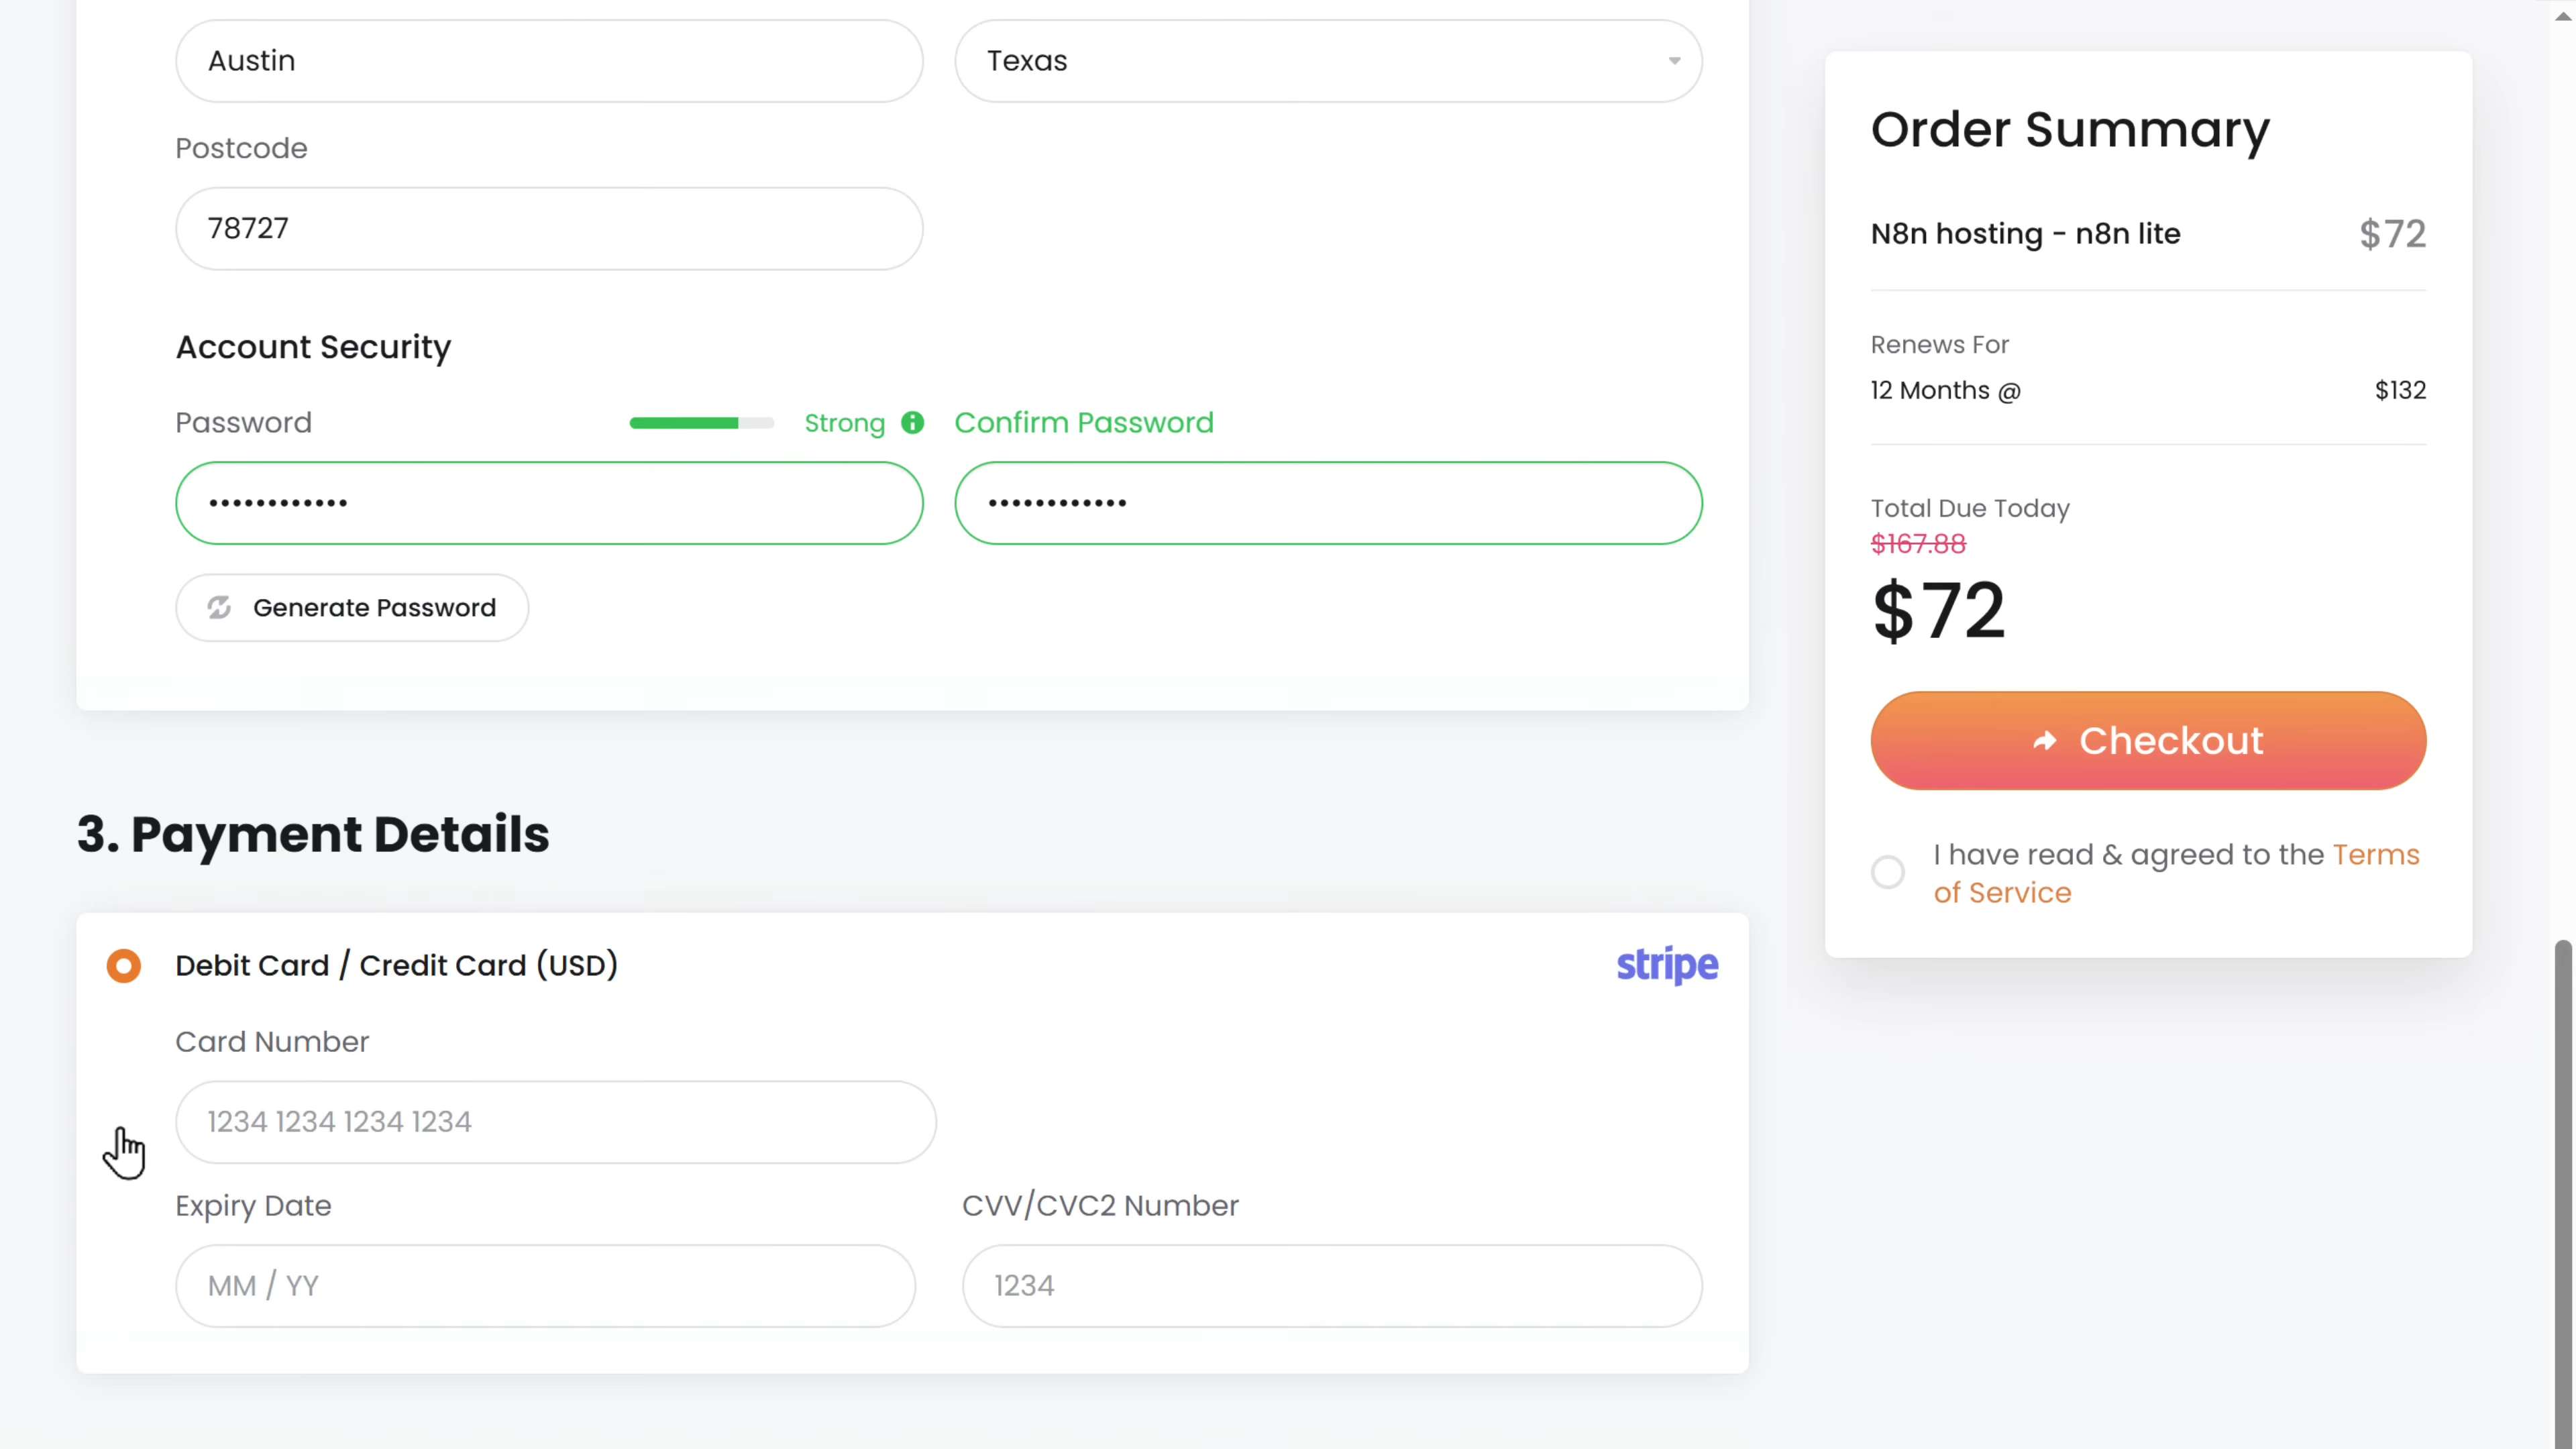 Austin
Texas
Postcode
78727
Account Security
Password
Strong
Confirm Password
••••••••••••
••••••••••••
Generate Password
3. Payment Details
Debit Card / Credit Card (USD)
stripe
Card Number
1234 1234 1234 1234
Expiry Date
CVV/CVC2 Number
MM / YY
1234
Order Summary
N8n hosting - n8n lite
$72
Renews For
12 Months @
$132
Total Due Today
$167.88
$72
Checkout
I have read & agreed to the Terms
of Service